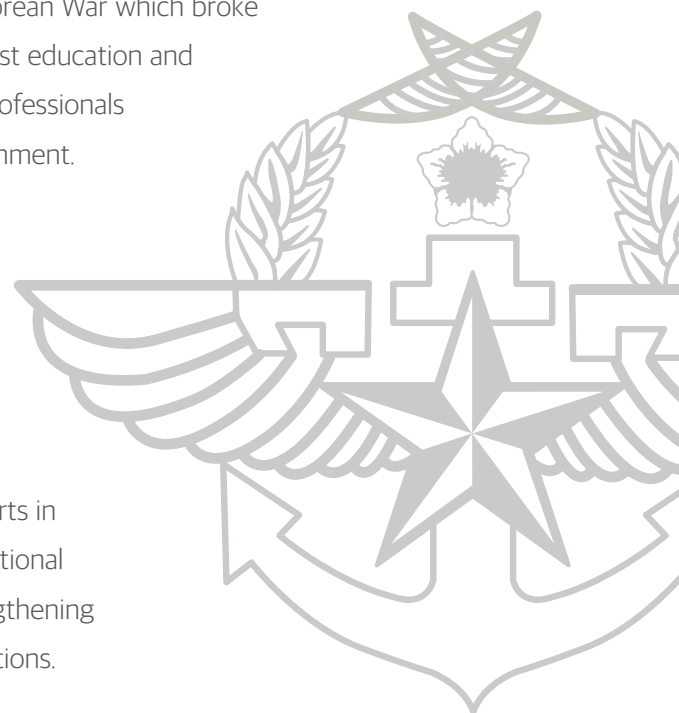 orean War which broke
st education and
ofessionals
nment.
rts in
tional
gthening
tions.